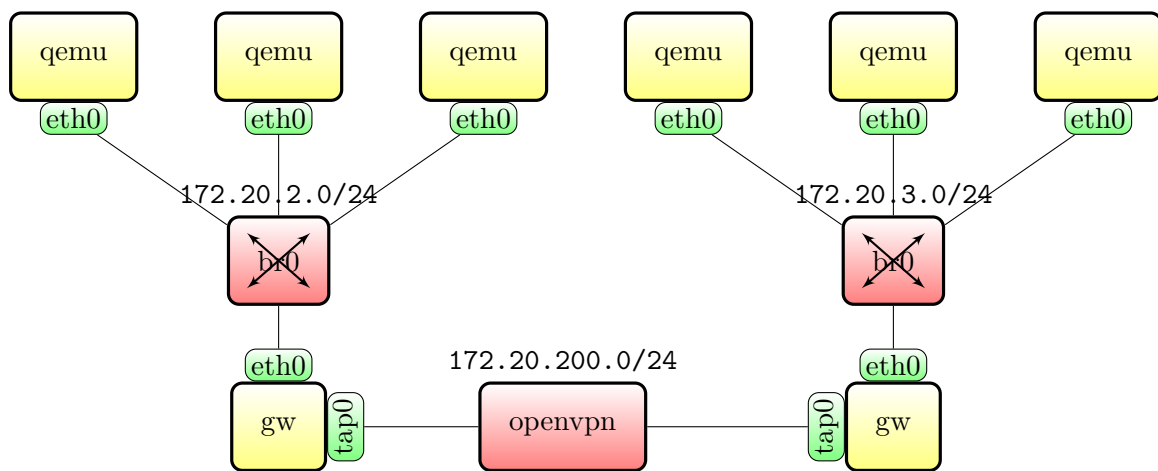 qemu qemu qemu qemu qemu qemu
eth0 eth0 eth0 eth0 eth0 eth0
172.20.2.0/24 172.20.3.0/24
br0 br0
eth0 172.20.200.0/24 eth0
gw tap0 openvpn tap0 gw